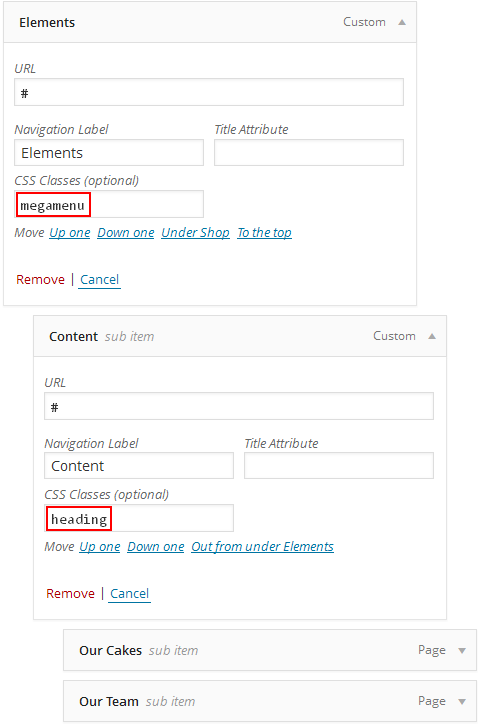 Elements Custom
URL
#
Navigation Label Title Attribute
Elements
CSS Classes (optional)
megamenu
Move Up one Down one Under Shop To the top
Remove | Cancel
Content sub item Custom
URL
#
Navigation Label Title Attribute
Content
CSS Classes (optional)
heading
Move Up one Down one Out from under Elements
Remove | Cancel
Our Cakes sub item Page
Our Team sub item Page